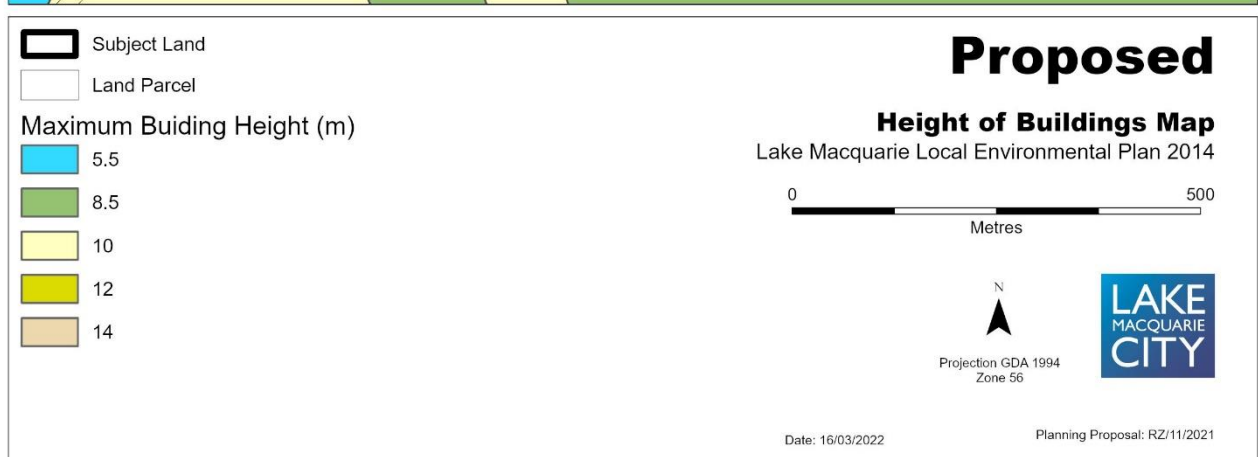 Subject Land
Land Parcel
Maximum Buiding Height (m)
5.5
8.5
10
12
14
Proposed
Height of Buildings Map
Lake Macquarie Local Environmental Plan 2014
0 500
Metres
N
Projection GDA 1994
Zone 56
LAKE
MACQUARIE
CITY
Date: 16/03/2022
Planning Proposal: RZ/11/2021